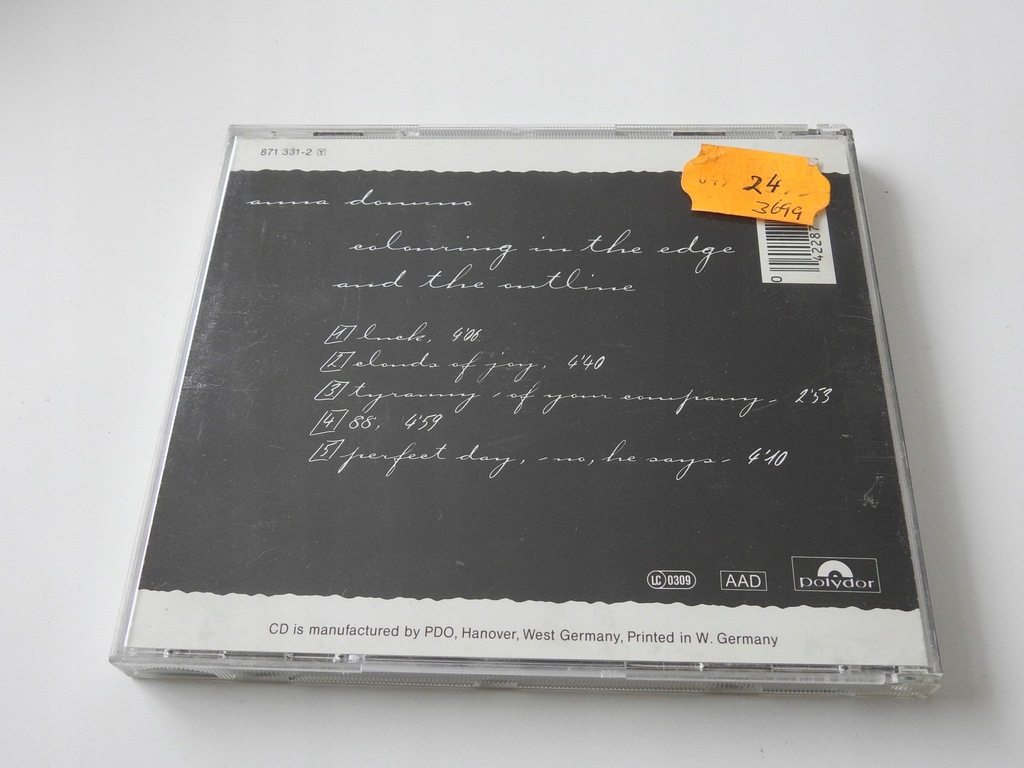 871 331-2 Y
24.
3699
anna domino
colouring in the edge
and the outline
0 42287
1 luck, 4'06
2 clouds of joy, 4'40
3 tyranny - of your company - 2'53
4 88, 4'59
5 perfect day, - no, he says - 4'10
LC 0309 AAD polydor
CD is manufactured by PDO, Hanover, West Germany, Printed in W. Germany